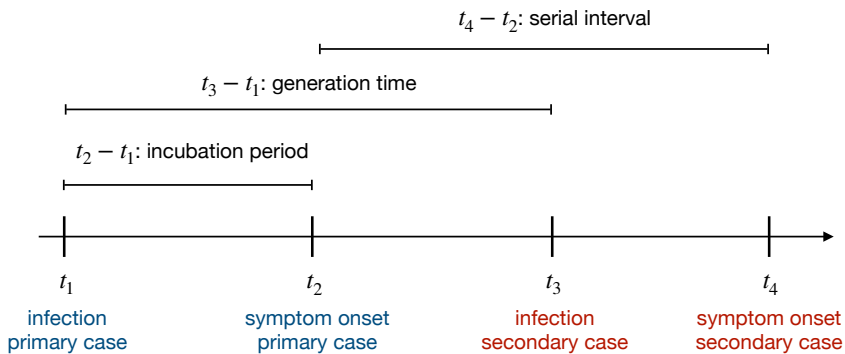 t₄ − t₂: serial interval
t₃ − t₁: generation time
t₂ − t₁: incubation period
t₁
t₂
t₃
t₄
infection
primary case
symptom onset
primary case
infection
secondary case
symptom onset
secondary case